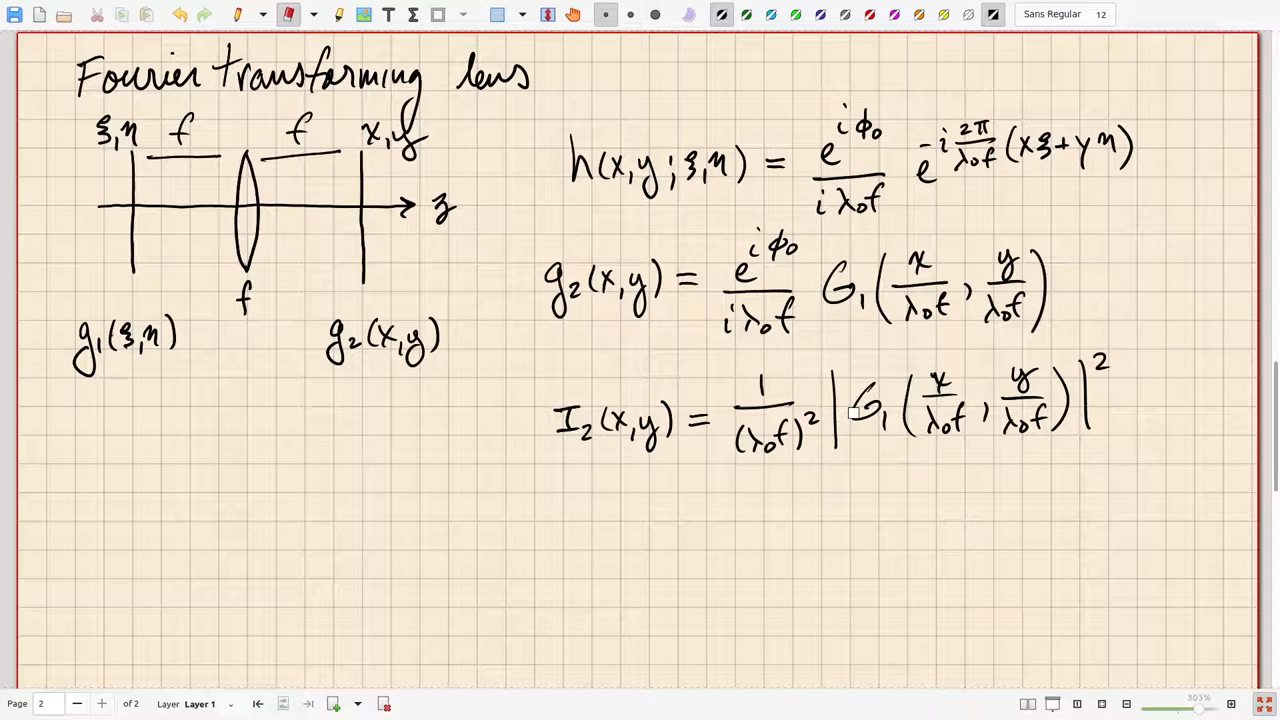 Sans Regular 12
Fourier transforming lens
ξ,η f f x,y
z
f
g₁(ξ,η) g₂(x,y)
h(x,y;ξ,η) = e^{iϕ₀}/(iλ₀f) e^{-i 2π/(λ₀f) (xξ+yη)}
g₂(x,y) = e^{iϕ₀}/(iλ₀f) G₁(x/(λ₀f), y/(λ₀f))
I₂(x,y) = 1/(λ₀f)² |G₁(x/(λ₀f), y/(λ₀f))|²
Page 2 of 2 Layer Layer 1 303%